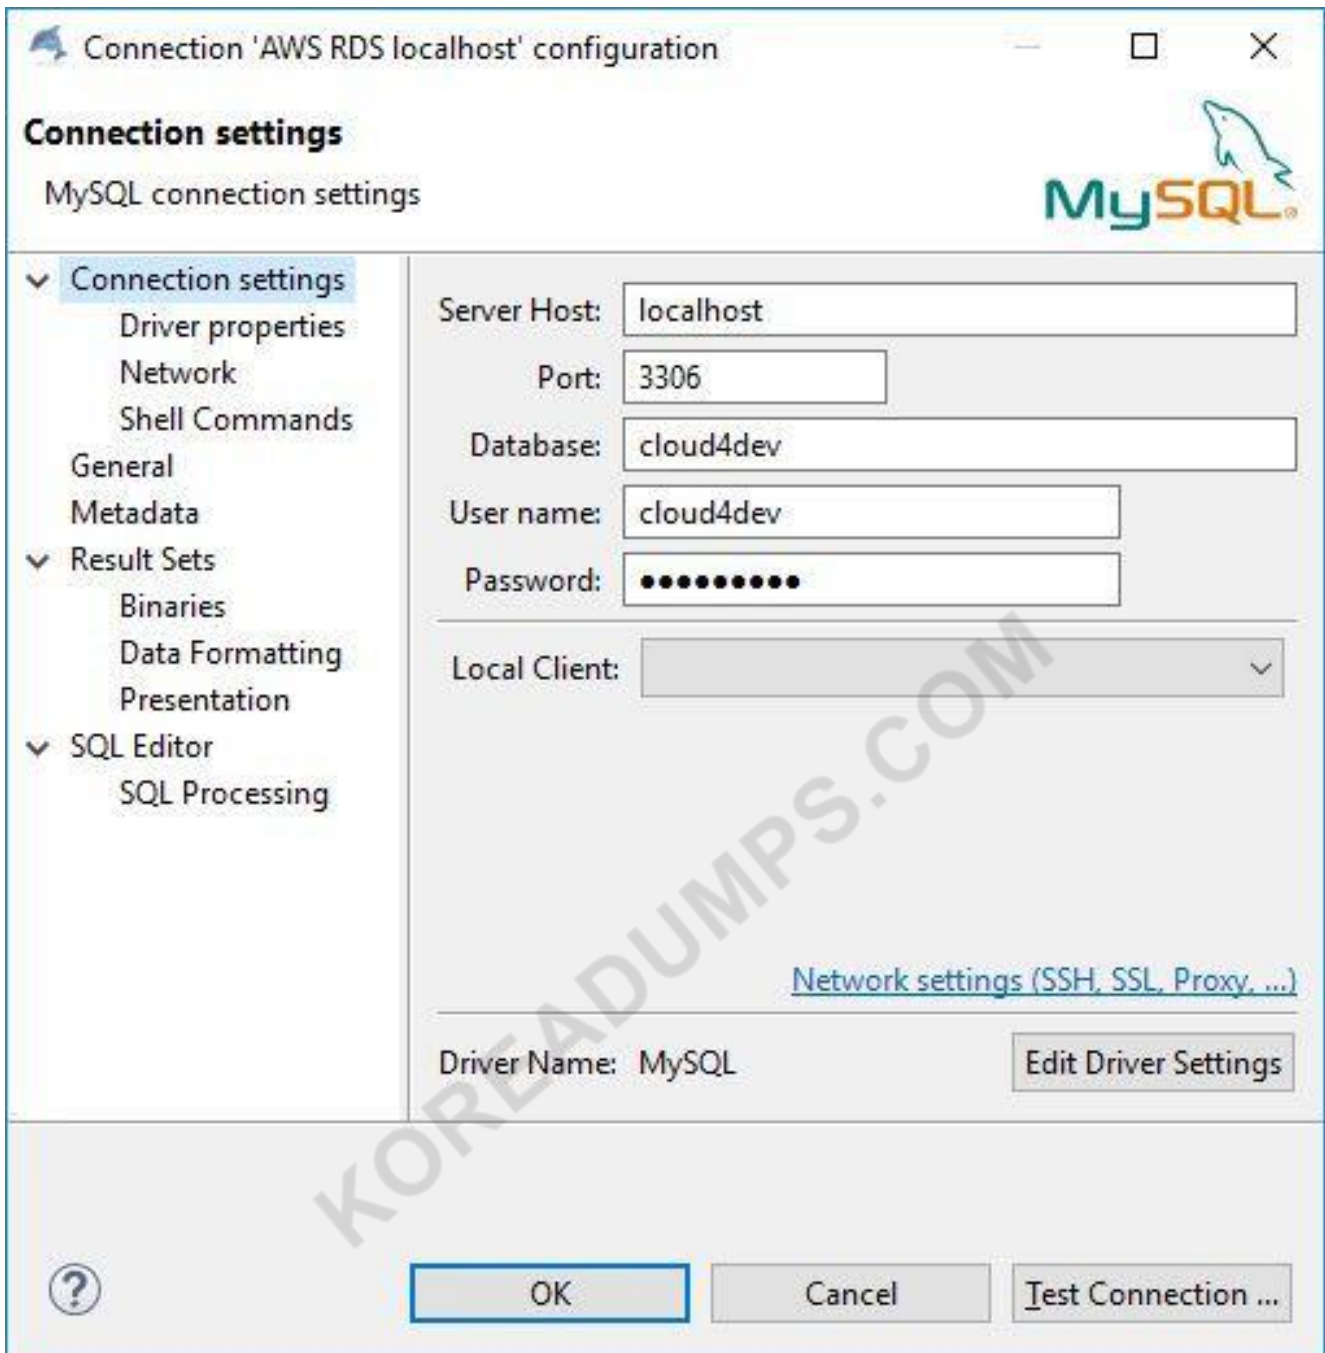 Connection 'AWS RDS localhost' configuration
Connection settings
MySQL connection settings
MySQL®
Connection settings
Driver properties
Network
Shell Commands
General
Metadata
Result Sets
Binaries
Data Formatting
Presentation
SQL Editor
SQL Processing
Server Host: localhost
Port: 3306
Database: cloud4dev
User name: cloud4dev
Password: •••••••••
Local Client:
Network settings (SSH, SSL, Proxy, ...)
Driver Name: MySQL Edit Driver Settings
KOREADUMPS.COM
? OK Cancel Test Connection ...